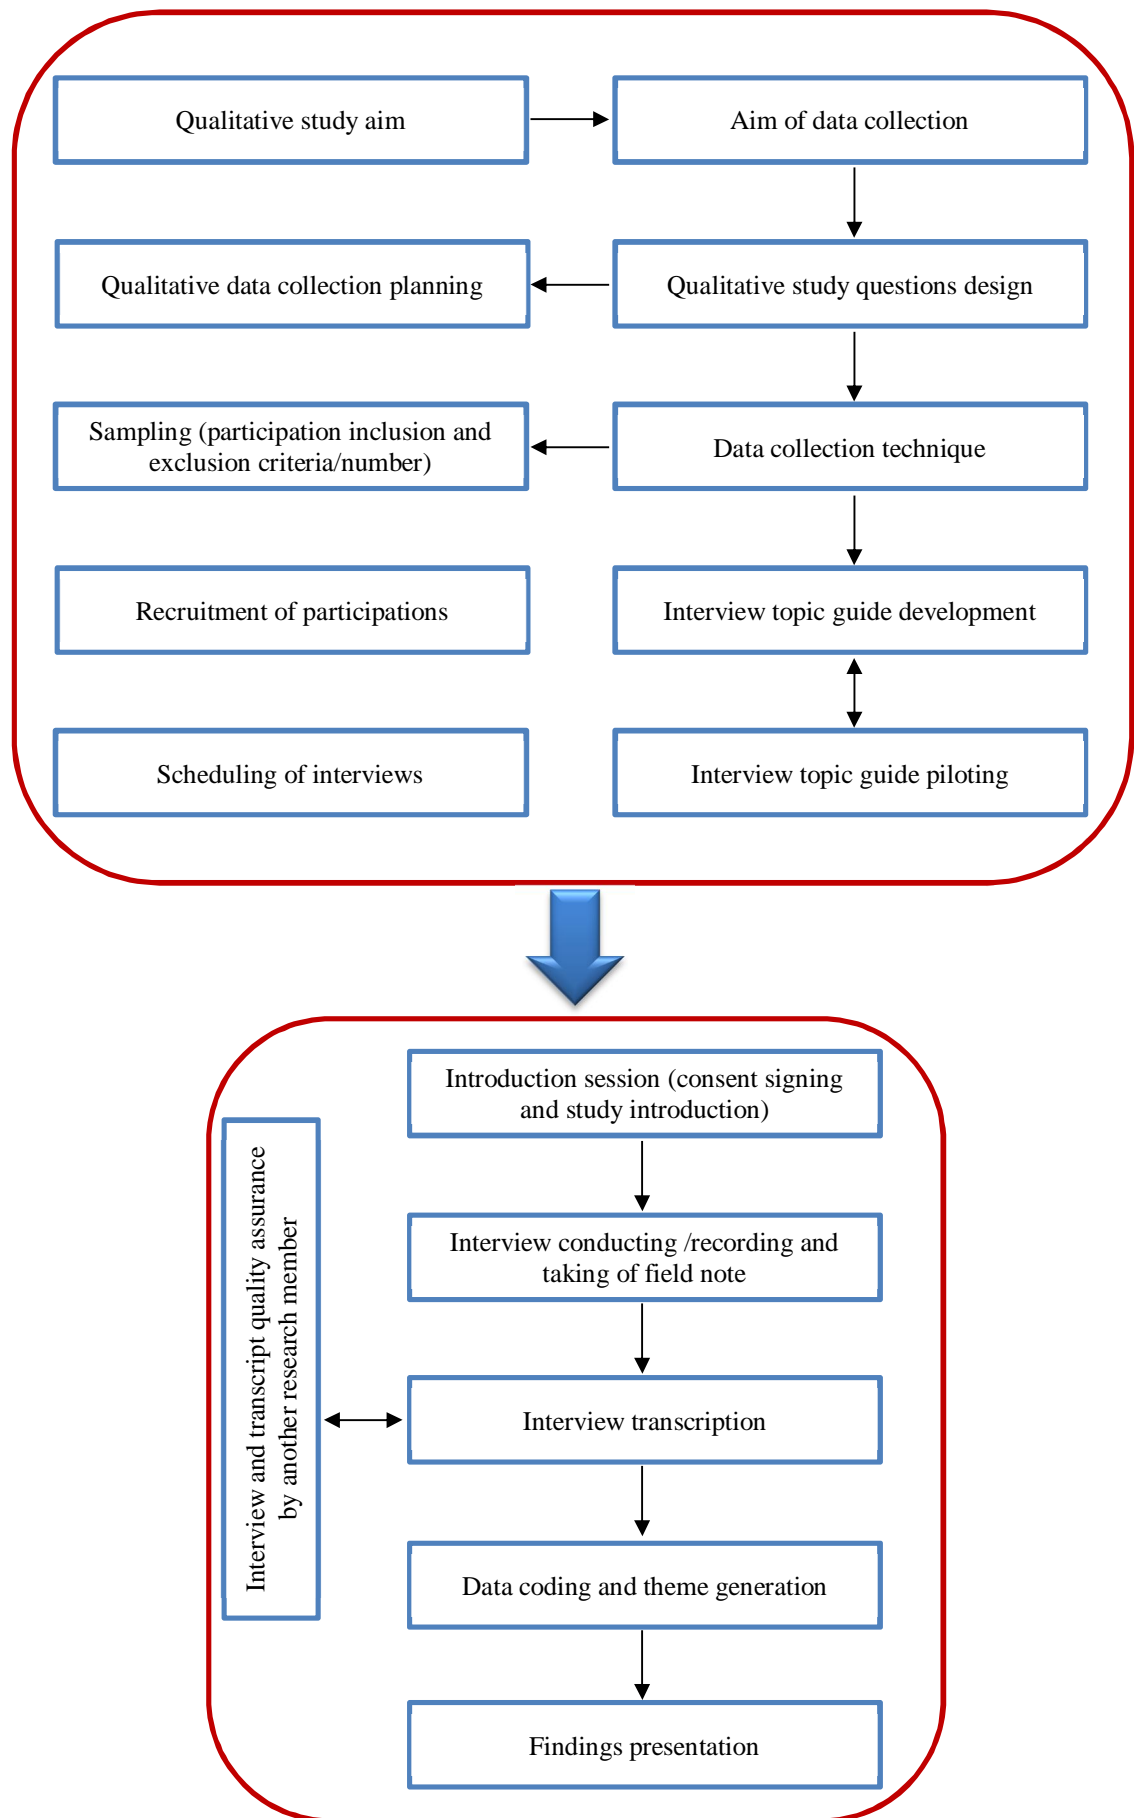 Qualitative study aim
Aim of data collection
Qualitative data collection planning
Qualitative study questions design
Sampling (participation inclusion and
exclusion criteria/number)
Data collection technique
Recruitment of participations
Interview topic guide development
Scheduling of interviews
Interview topic guide piloting
Introduction session (consent signing
and study introduction)
Interview and transcript quality assurance
by another research member
Interview conducting /recording and
taking of field note
Interview transcription
Data coding and theme generation
Findings presentation